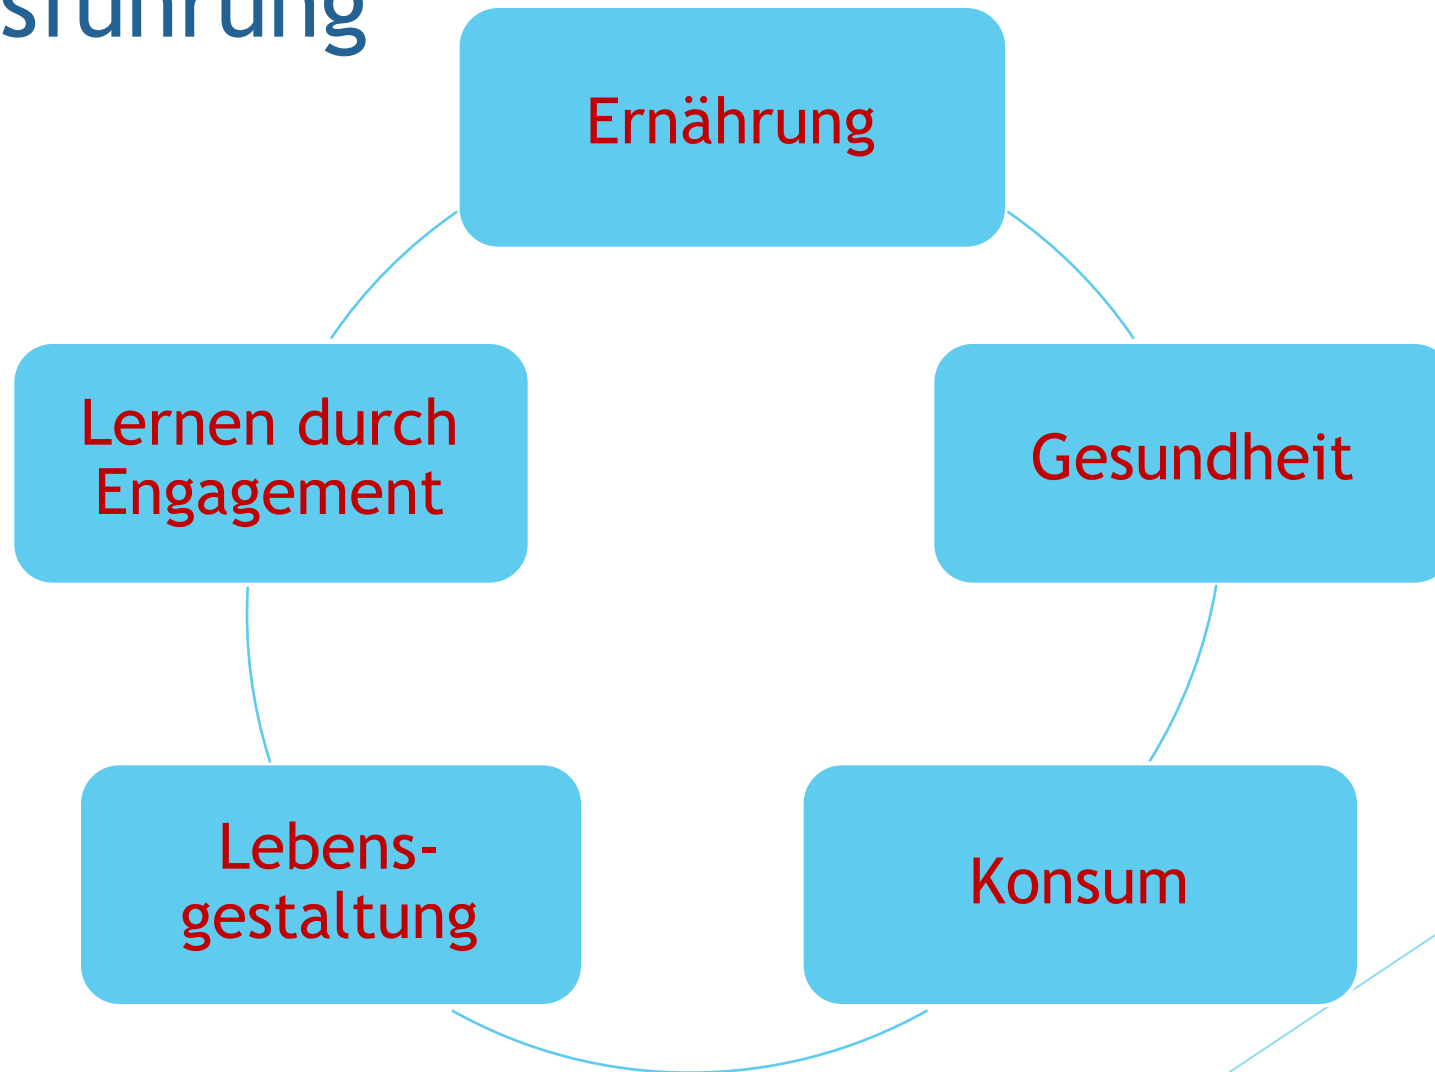 sführung
Ernährung
Lernen durch
Engagement
Gesundheit
Lebens-
gestaltung
Konsum